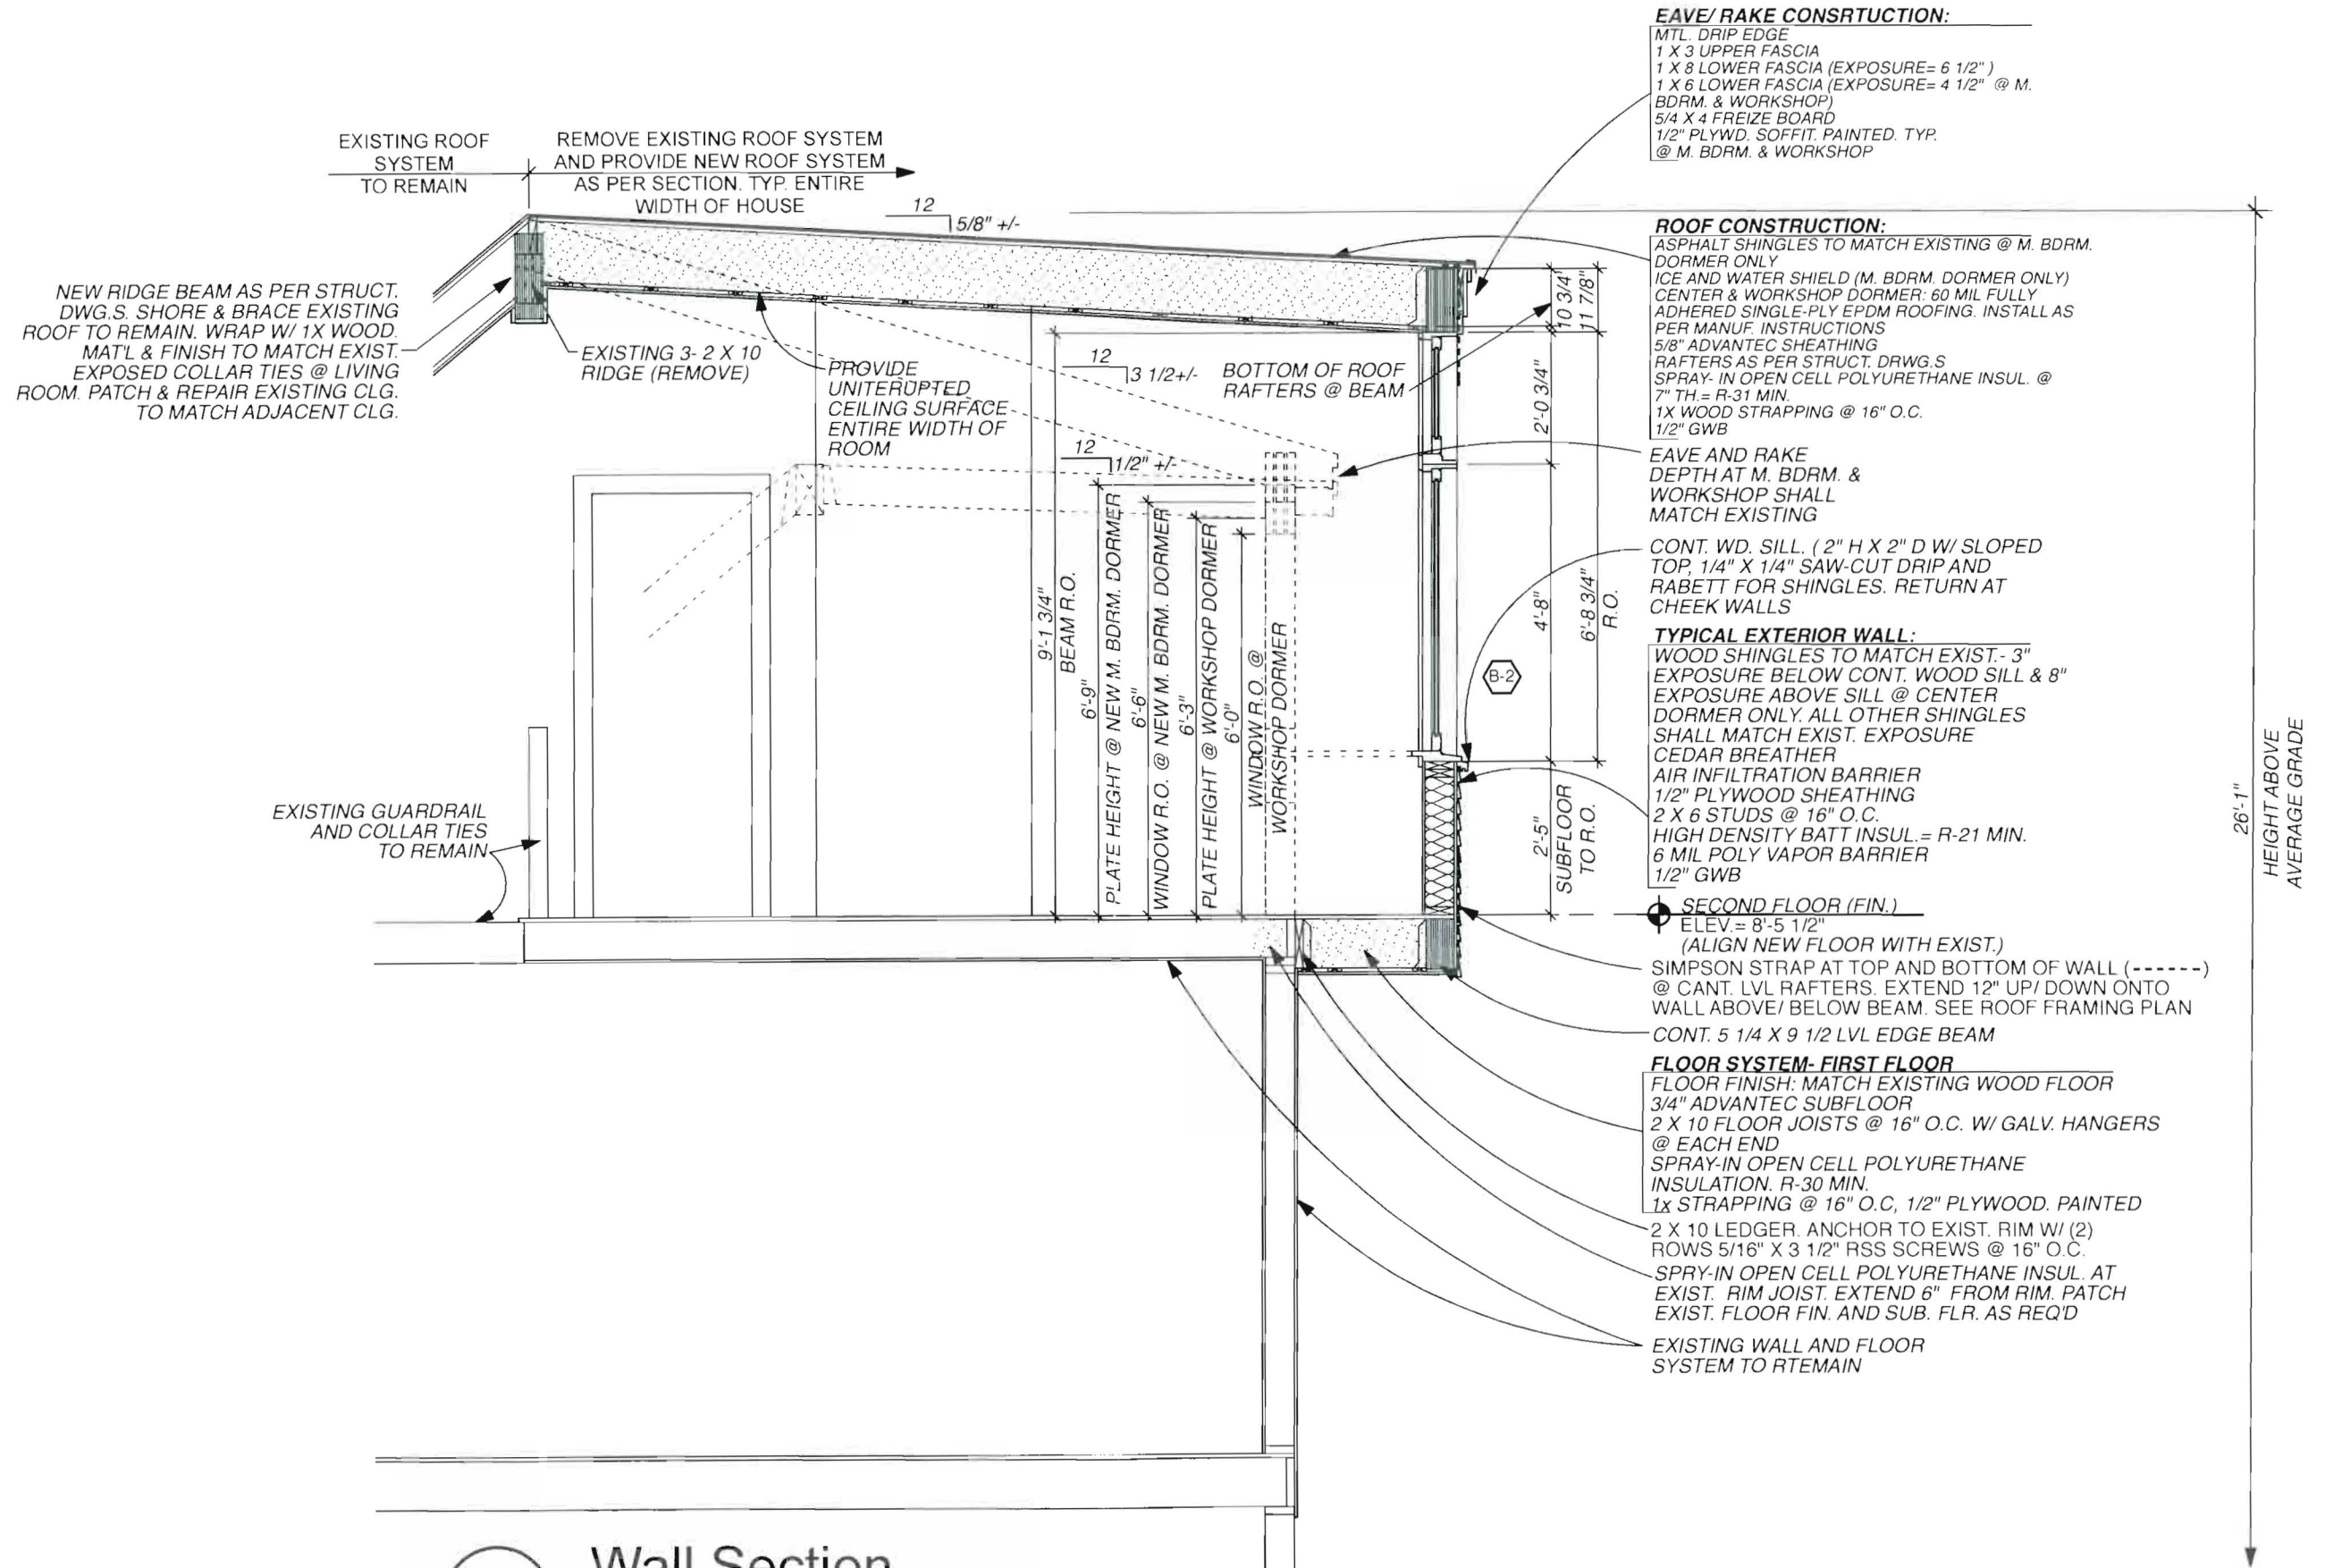 EAVE/ RAKE CONSRTUCTION:
MTL. DRIP EDGE
1 X 3 UPPER FASCIA
1 X 8 LOWER FASCIA (EXPOSURE= 6 1/2" )
1 X 6 LOWER FASCIA (EXPOSURE= 4 1/2" @ M.
BDRM. & WORKSHOP)
5/4 X 4 FREIZE BOARD
1/2" PLYWD. SOFFIT. PAINTED. TYP.
@ M. BDRM. & WORKSHOP
EXISTING ROOF
SYSTEM
TO REMAIN
REMOVE EXISTING ROOF SYSTEM
AND PROVIDE NEW ROOF SYSTEM
AS PER SECTION. TYP. ENTIRE
WIDTH OF HOUSE
12
5/8" +/-
NEW RIDGE BEAM AS PER STRUCT.
DWG.S. SHORE & BRACE EXISTING
ROOF TO REMAIN. WRAP W/ 1X WOOD.
MAT'L & FINISH TO MATCH EXIST.
EXPOSED COLLAR TIES @ LIVING
ROOM. PATCH & REPAIR EXISTING CLG.
TO MATCH ADJACENT CLG.
EXISTING 3- 2 X 10
RIDGE (REMOVE)
PROVIDE
UNITERUPTED
CEILING SURFACE
ENTIRE WIDTH OF
ROOM
12
3 1/2+/-
BOTTOM OF ROOF
RAFTERS @ BEAM
12
1/2" +/-
10 3/4"
11 7/8"
2'-0 3/4"
4'-8"
6'-8 3/4"
R.O.
2'-5"
SUBFLOOR
TO R.O.
9'-1 3/4"
BEAM R.O.
6'-9"
PLATE HEIGHT @ NEW M. BDRM. DORMER
6'-6"
WINDOW R.O. @ NEW M. BDRM. DORMER
6'-3"
PLATE HEIGHT @ WORKSHOP DORMER
6'-0"
WINDOW R.O. @
WORKSHOP DORMER
B-2
EXISTING GUARDRAIL
AND COLLAR TIES
TO REMAIN
ROOF CONSTRUCTION:
ASPHALT SHINGLES TO MATCH EXISTING @ M. BDRM.
DORMER ONLY
ICE AND WATER SHIELD (M. BDRM. DORMER ONLY)
CENTER & WORKSHOP DORMER: 60 MIL FULLY
ADHERED SINGLE-PLY EPDM ROOFING. INSTALL AS
PER MANUF. INSTRUCTIONS
5/8" ADVANTEC SHEATHING
RAFTERS AS PER STRUCT. DRWG.S
SPRAY- IN OPEN CELL POLYURETHANE INSUL. @
7" TH.= R-31 MIN.
1X WOOD STRAPPING @ 16" O.C.
1/2" GWB
EAVE AND RAKE
DEPTH AT M. BDRM. &
WORKSHOP SHALL
MATCH EXISTING
CONT. WD. SILL. ( 2" H X 2" D W/ SLOPED
TOP, 1/4" X 1/4" SAW-CUT DRIP AND
RABETT FOR SHINGLES. RETURN AT
CHEEK WALLS
TYPICAL EXTERIOR WALL:
WOOD SHINGLES TO MATCH EXIST.- 3"
EXPOSURE BELOW CONT. WOOD SILL & 8"
EXPOSURE ABOVE SILL @ CENTER
DORMER ONLY. ALL OTHER SHINGLES
SHALL MATCH EXIST. EXPOSURE
CEDAR BREATHER
AIR INFILTRATION BARRIER
1/2" PLYWOOD SHEATHING
2 X 6 STUDS @ 16" O.C.
HIGH DENSITY BATT INSUL.= R-21 MIN.
6 MIL POLY VAPOR BARRIER
1/2" GWB
SECOND FLOOR (FIN.)
ELEV.= 8'-5 1/2"
(ALIGN NEW FLOOR WITH EXIST.)
SIMPSON STRAP AT TOP AND BOTTOM OF WALL (------)
@ CANT. LVL RAFTERS. EXTEND 12" UP/ DOWN ONTO
WALL ABOVE/ BELOW BEAM. SEE ROOF FRAMING PLAN
CONT. 5 1/4 X 9 1/2 LVL EDGE BEAM
FLOOR SYSTEM- FIRST FLOOR
FLOOR FINISH: MATCH EXISTING WOOD FLOOR
3/4" ADVANTEC SUBFLOOR
2 X 10 FLOOR JOISTS @ 16" O.C. W/ GALV. HANGERS
@ EACH END
SPRAY-IN OPEN CELL POLYURETHANE
INSULATION. R-30 MIN.
1x STRAPPING @ 16" O.C, 1/2" PLYWOOD. PAINTED
2 X 10 LEDGER. ANCHOR TO EXIST. RIM W/ (2)
ROWS 5/16" X 3 1/2" RSS SCREWS @ 16" O.C.
SPRY-IN OPEN CELL POLYURETHANE INSUL. AT
EXIST. RIM JOIST. EXTEND 6" FROM RIM. PATCH
EXIST. FLOOR FIN. AND SUB. FLR. AS REQ'D
EXISTING WALL AND FLOOR
SYSTEM TO RTEMAIN
26'-1"
HEIGHT ABOVE
AVERAGE GRADE
Wall Section